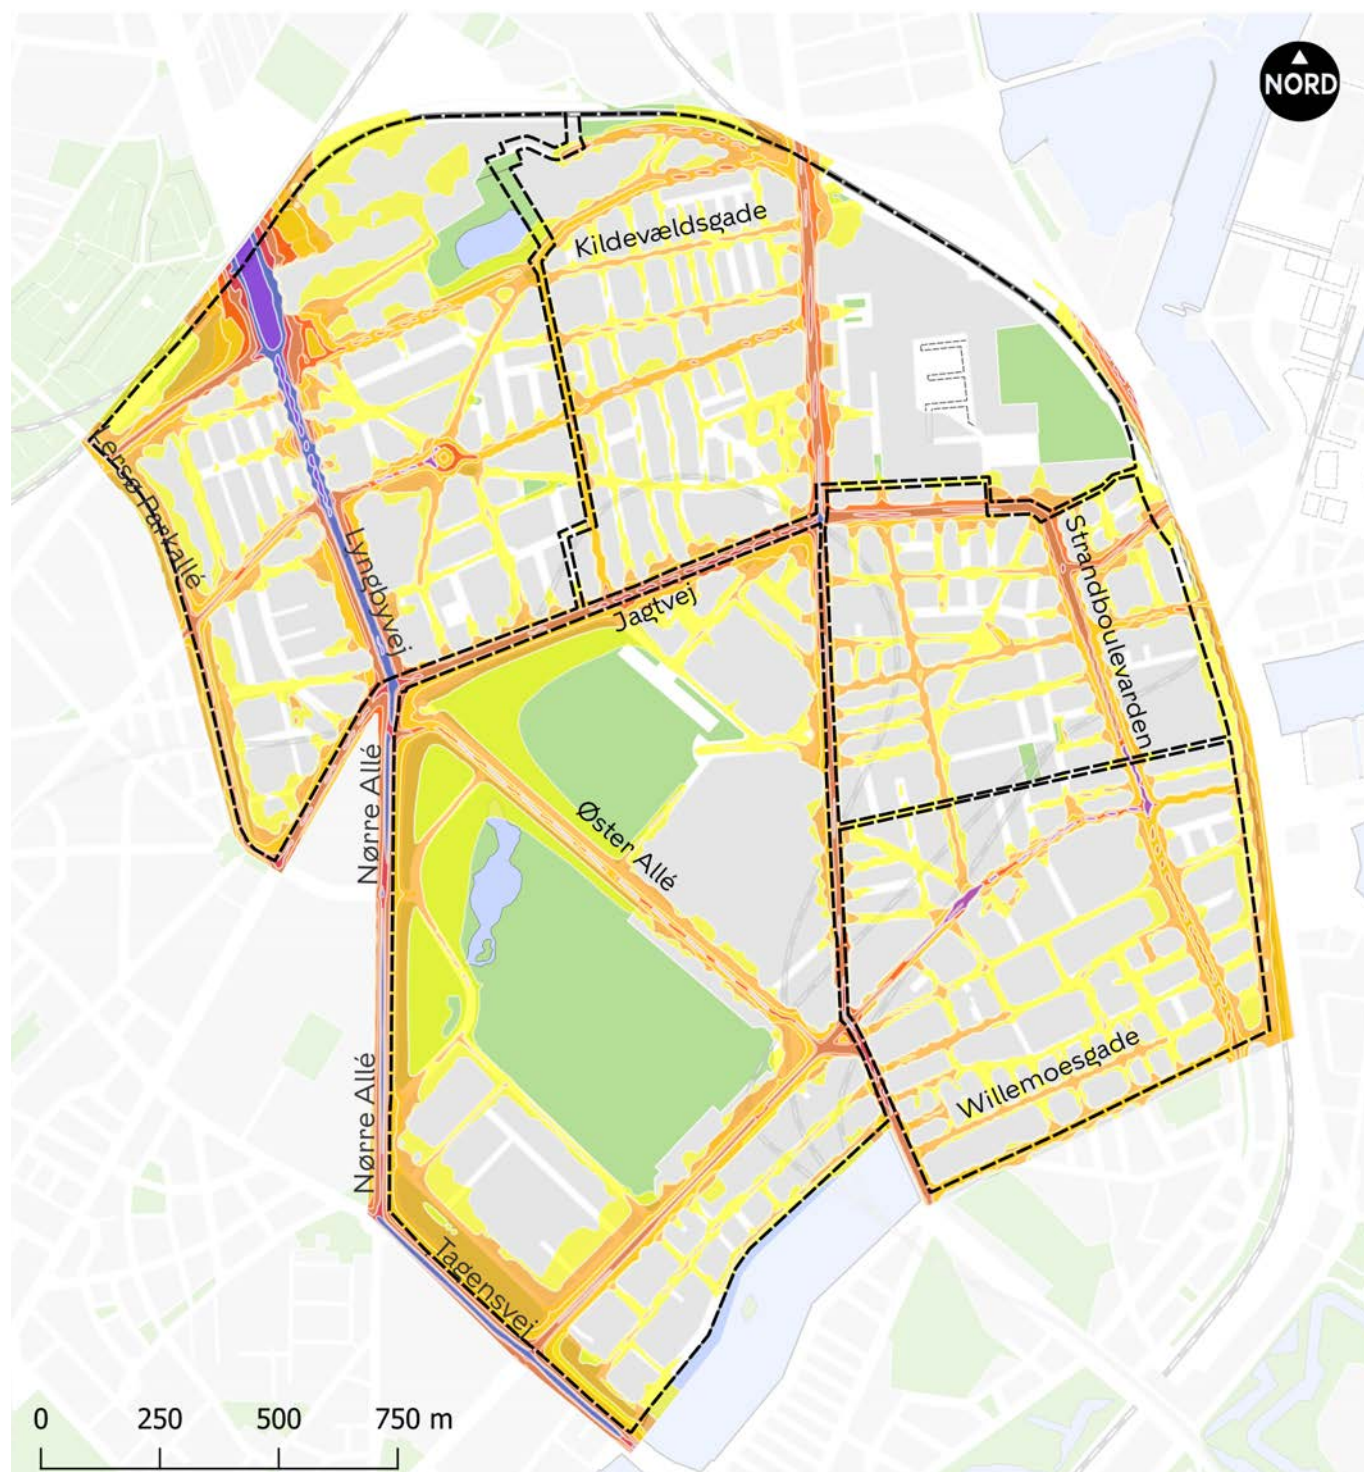 NORD
Kildevældsgade
Lersø Parkallé
Lyngbyvej
Jagtvej
Strandboulevarden
Nørre Allé
Øster Allé
Nørre Allé
Willemoesgade
Tagensvej
0 250 500 750 m